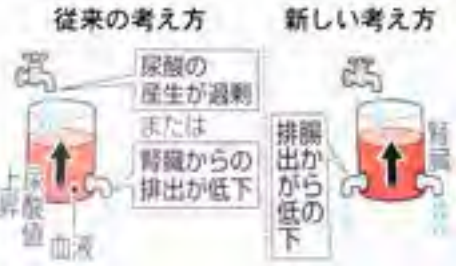 従来の考え方
尿酸の
産生が過剰
または
腎臓からの
排出が低下
尿酸値
上昇
血液
新しい考え方
腸からの
排出が低下
腎臓